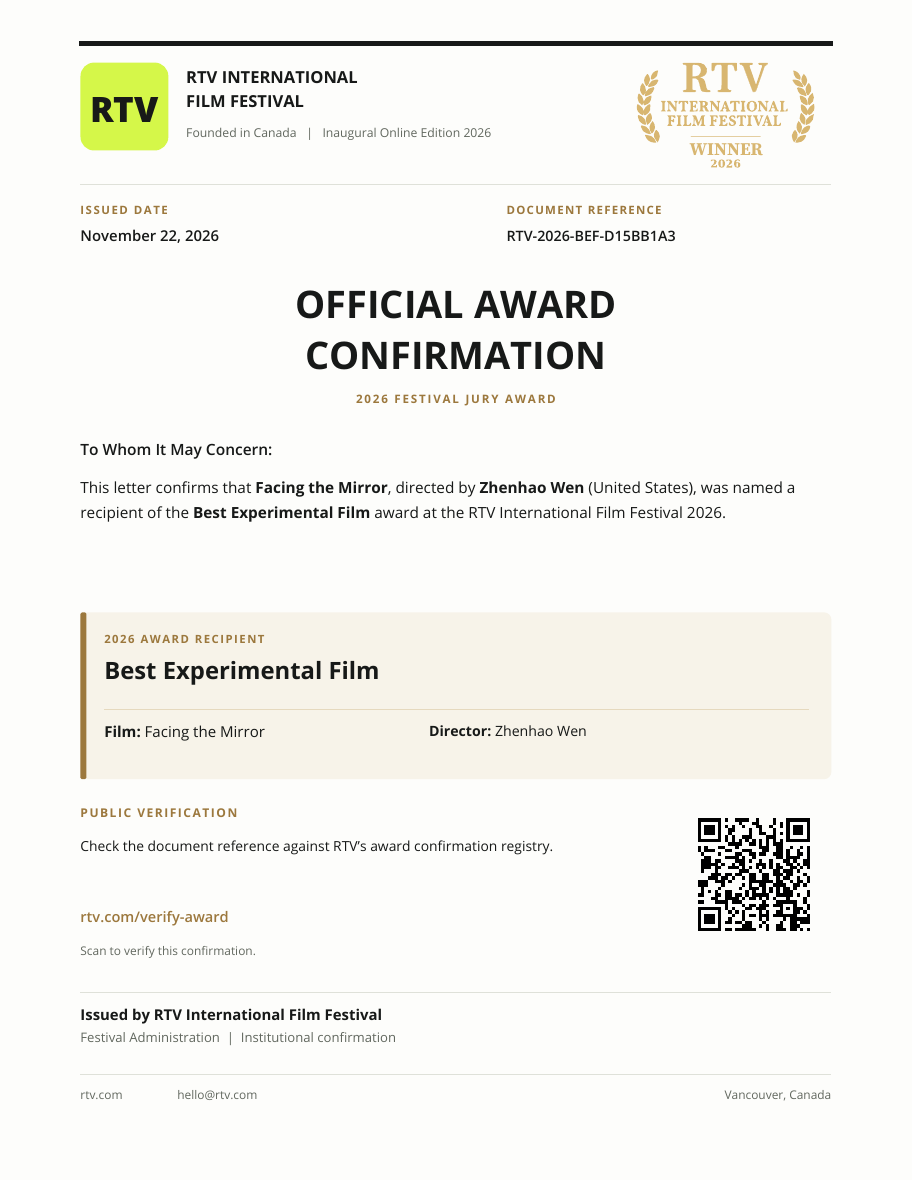 RTV
RTV INTERNATIONAL
FILM FESTIVAL
Founded in Canada | Inaugural Online Edition 2026
RTV
INTERNATIONAL
FILM FESTIVAL
WINNER
2026
ISSUED DATE
November 22, 2026
DOCUMENT REFERENCE
RTV-2026-BEF-D15BB1A3
OFFICIAL AWARD
CONFIRMATION
2026 FESTIVAL JURY AWARD
To Whom It May Concern:
This letter confirms that Facing the Mirror, directed by Zhenhao Wen (United States), was named a
recipient of the Best Experimental Film award at the RTV International Film Festival 2026.
2026 AWARD RECIPIENT
Best Experimental Film
Film: Facing the Mirror
Director: Zhenhao Wen
PUBLIC VERIFICATION
Check the document reference against RTV’s award confirmation registry.
rtv.com/verify-award
Scan to verify this confirmation.
Issued by RTV International Film Festival
Festival Administration | Institutional confirmation
rtv.com hello@rtv.com Vancouver, Canada